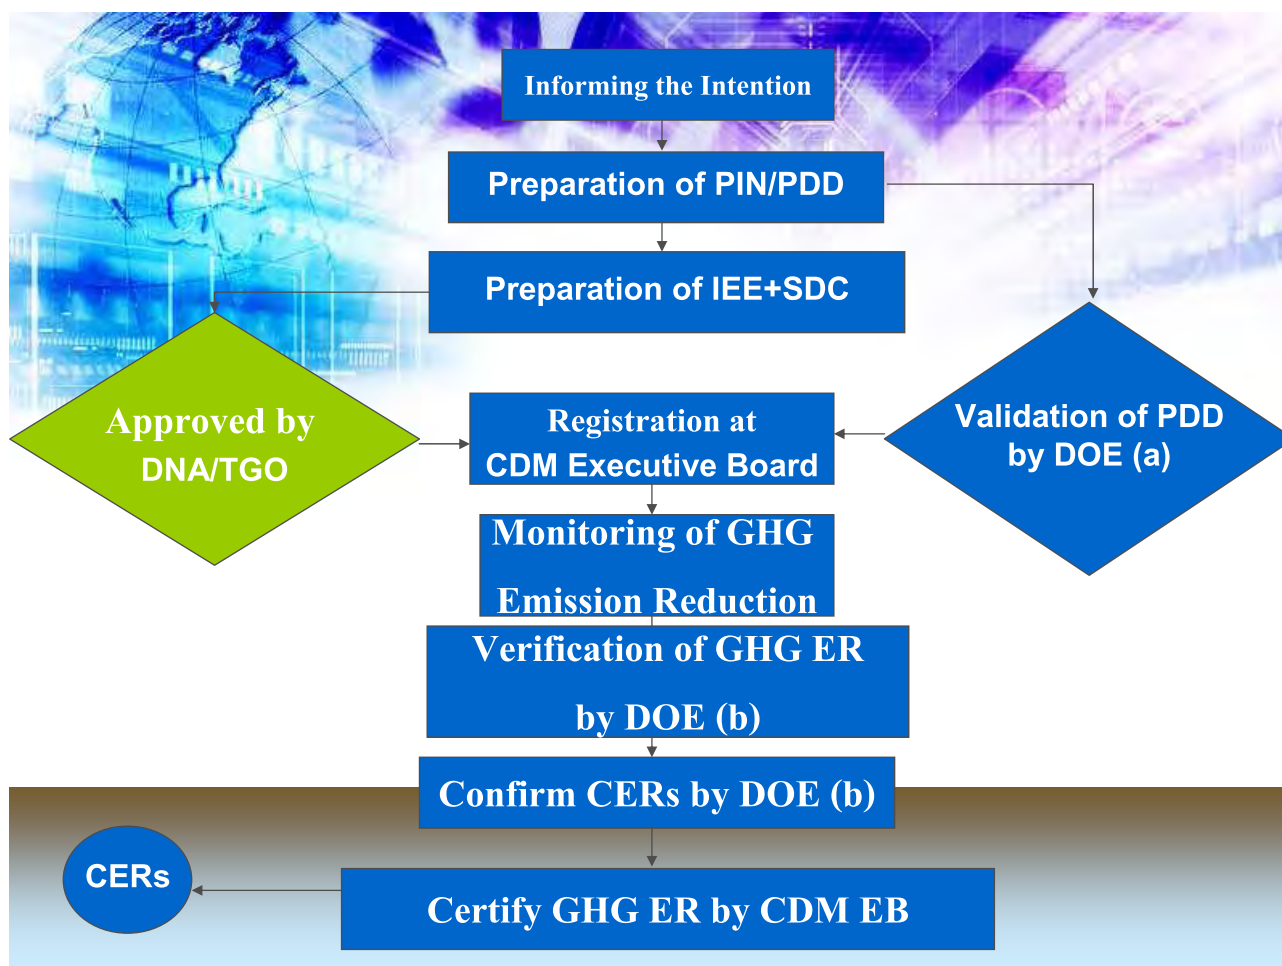 Informing the Intention
Preparation of PIN/PDD
Preparation of IEE+SDC
Approved by
DNA/TGO
Registration at
CDM Executive Board
Validation of PDD
by DOE (a)
Monitoring of GHG
Emission Reduction
Verification of GHG ER
by DOE (b)
Confirm CERs by DOE (b)
CERs
Certify GHG ER by CDM EB